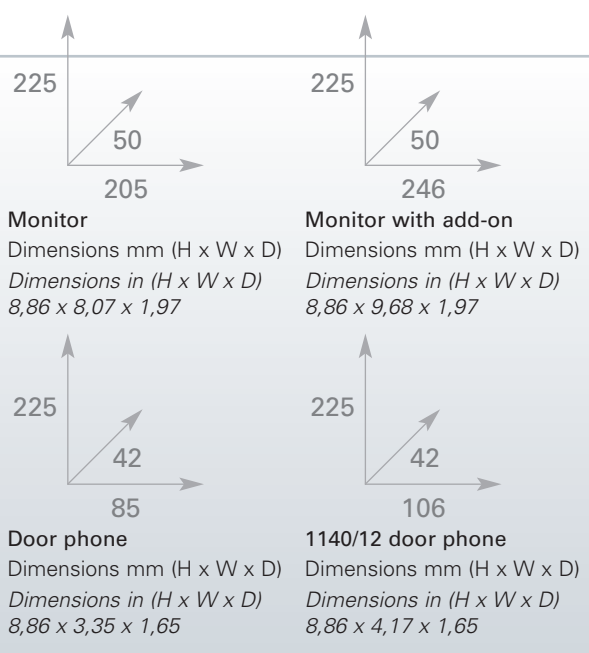 225
50
205
Monitor
Dimensions mm (H x W x D)
Dimensions in (H x W x D)
8,86 x 8,07 x 1,97
225
50
246
Monitor with add-on
Dimensions mm (H x W x D)
Dimensions in (H x W x D)
8,86 x 9,68 x 1,97
225
42
85
Door phone
Dimensions mm (H x W x D)
Dimensions in (H x W x D)
8,86 x 3,35 x 1,65
225
42
106
1140/12 door phone
Dimensions mm (H x W x D)
Dimensions in (H x W x D)
8,86 x 4,17 x 1,65